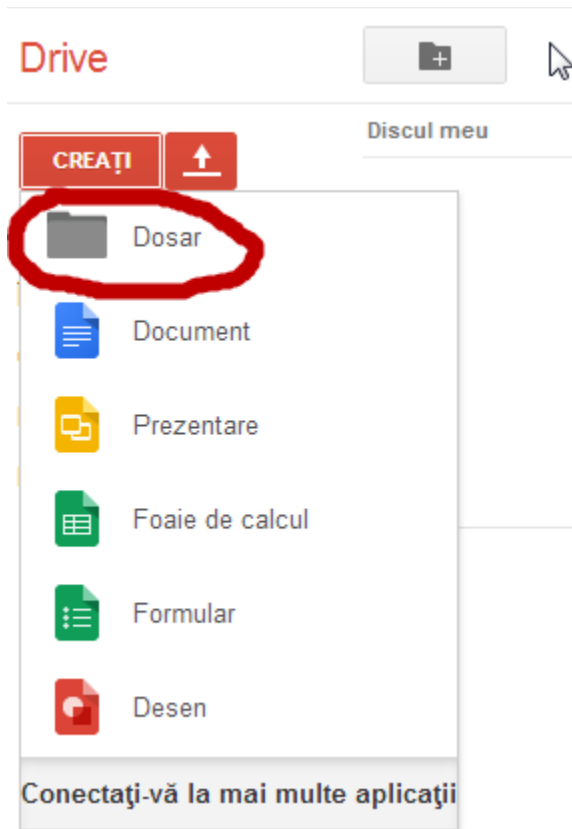 Drive
Discul meu
CREAȚI
Dosar
Document
Prezentare
Foaie de calcul
Formular
Desen
Conectaţi-vă la mai multe aplicaţii